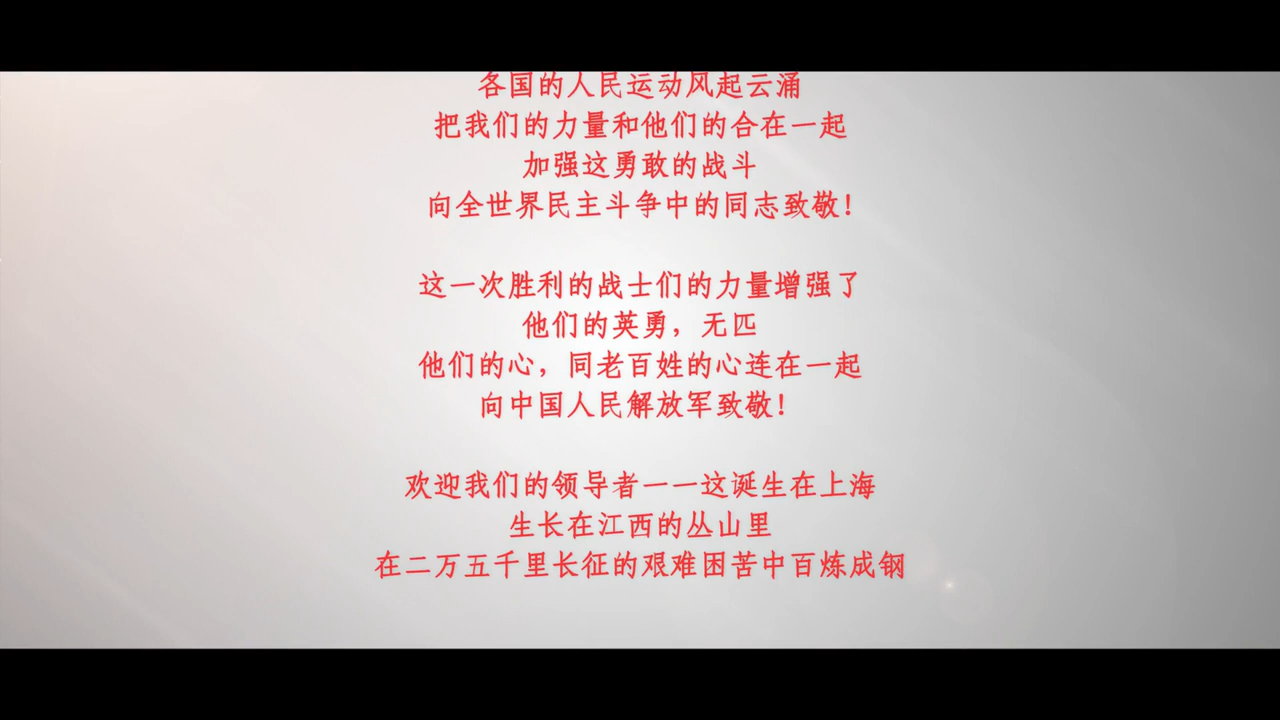 各国的人民运动风起云涌
把我们的力量和他们的合在一起
加强这勇敢的战斗
向全世界民主斗争中的同志致敬！
这一次胜利的战士们的力量增强了
他们的英勇，无匹
他们的心，同老百姓的心连在一起
向中国人民解放军致敬！
欢迎我们的领导者一一这诞生在上海
生长在江西的丛山里
在二万五千里长征的艰难困苦中百炼成钢